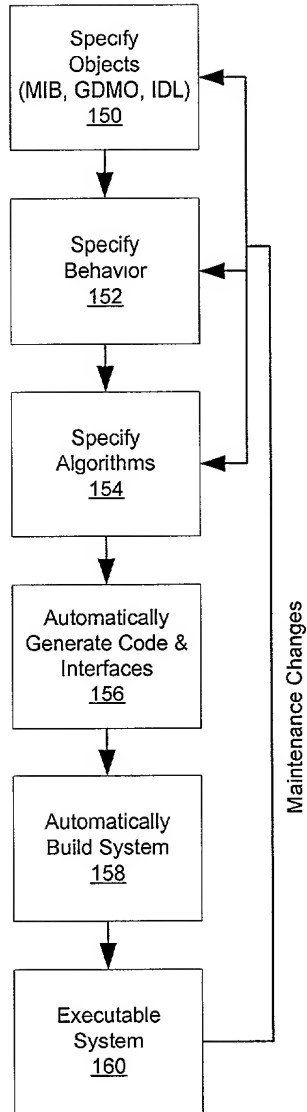 Specify
Objects
(MIB, GDMO, IDL)
150
Specify
Behavior
152
Specify
Algorithms
154
Automatically
Generate Code &
Interfaces
156
Automatically
Build System
158
Executable
System
160
Maintenance Changes